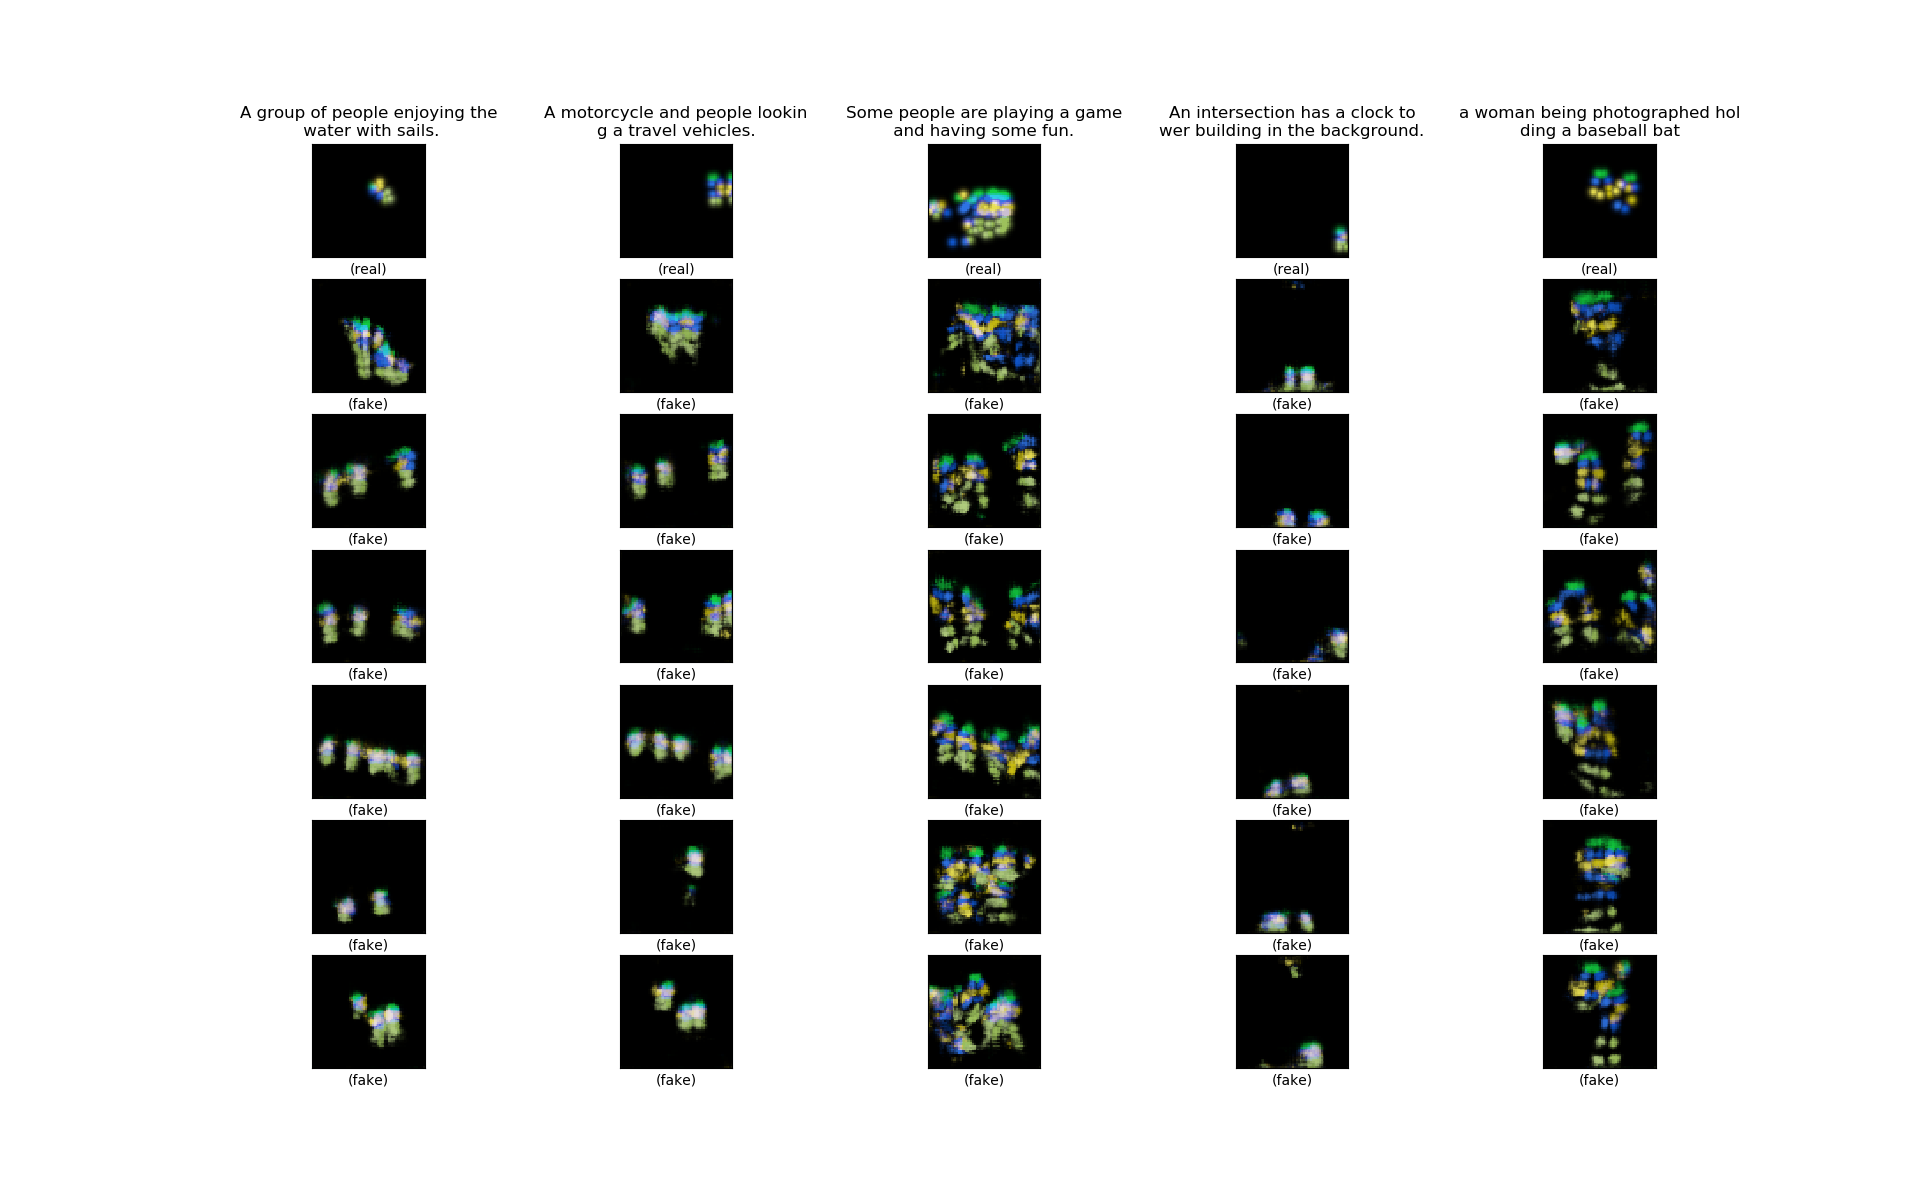 A group of people enjoying the
water with sails.
A motorcycle and people lookin
g a travel vehicles.
Some people are playing a game
and having some fun.
An intersection has a clock to
wer building in the background.
a woman being photographed hol
ding a baseball bat
(real) (real) (real) (real) (real)
(fake) (fake) (fake) (fake) (fake)
(fake) (fake) (fake) (fake) (fake)
(fake) (fake) (fake) (fake) (fake)
(fake) (fake) (fake) (fake) (fake)
(fake) (fake) (fake) (fake) (fake)
(fake) (fake) (fake) (fake) (fake)